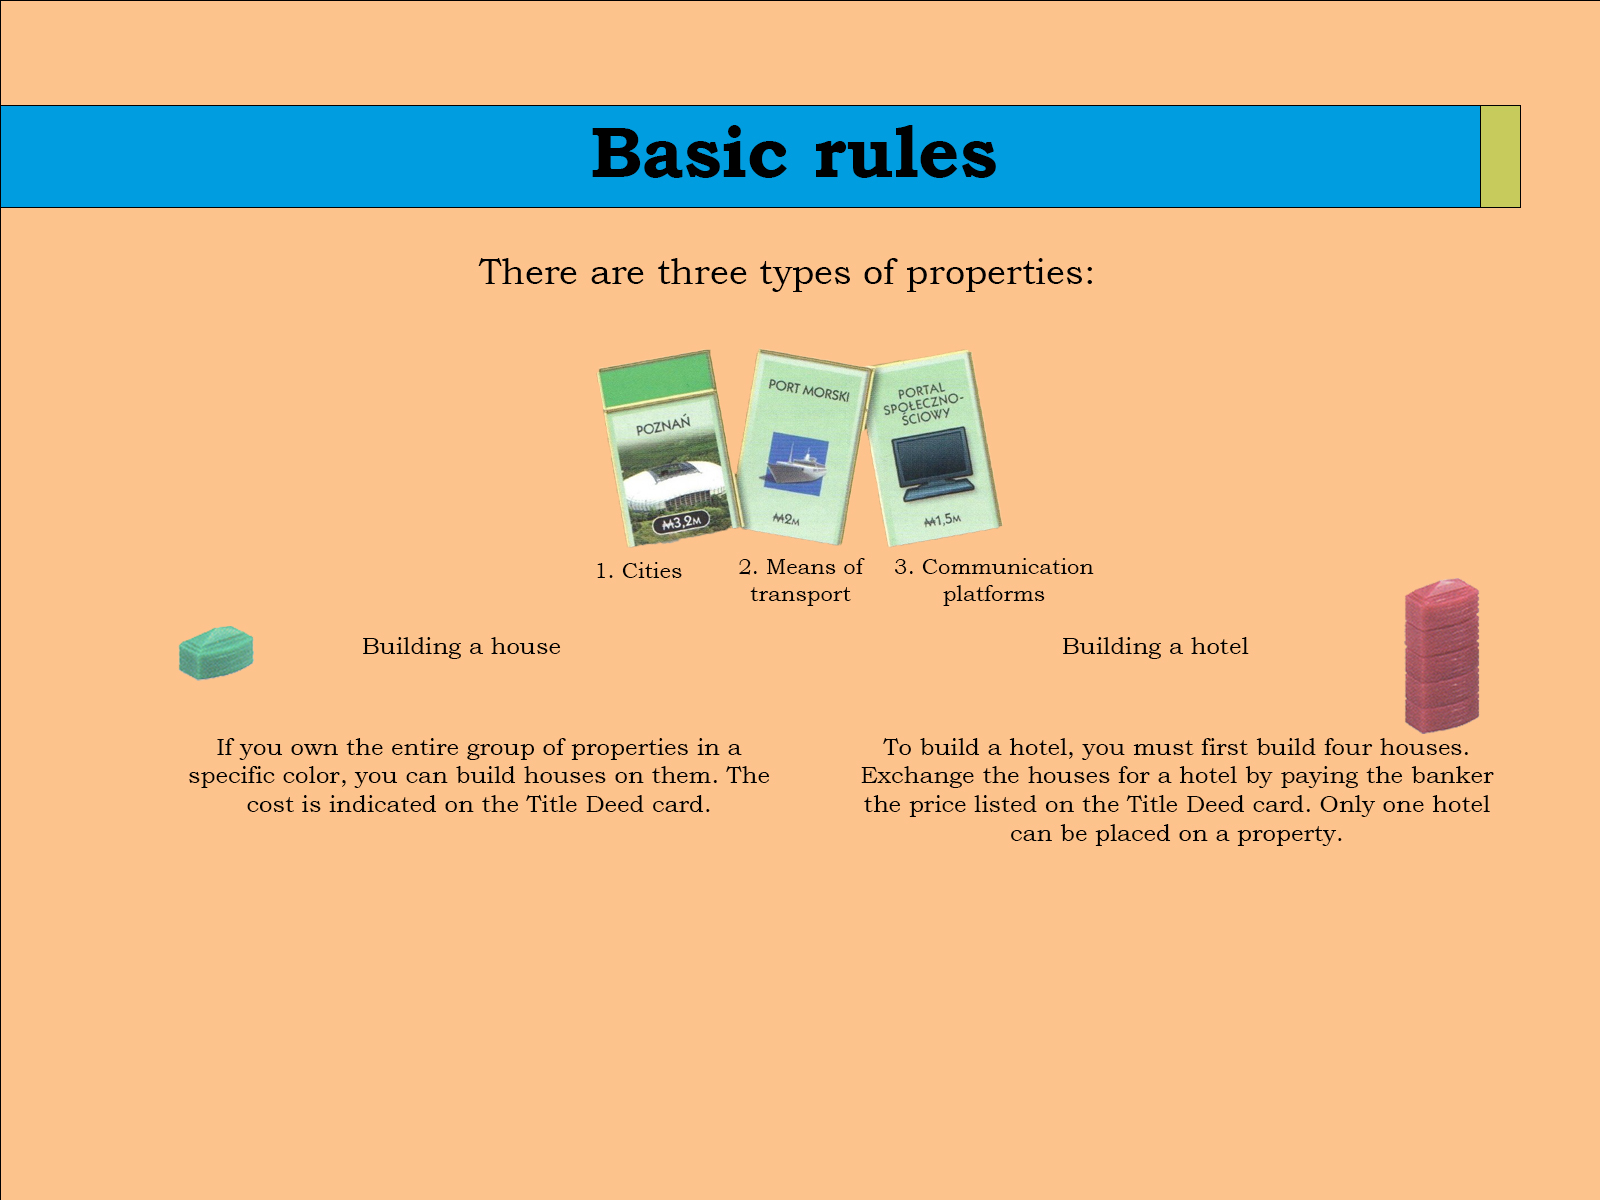 Basic rules
There are three types of properties:
POZNAŃ
₩3,2M
PORT MORSKI
₩2M
PORTAL
SPOŁECZNO-
ŚCIOWY
₩1,5M
1. Cities
2. Means of
transport
3. Communication
platforms
Building a house
If you own the entire group of properties in a
specific color, you can build houses on them. The
cost is indicated on the Title Deed card.
Building a hotel
To build a hotel, you must first build four houses.
Exchange the houses for a hotel by paying the banker
the price listed on the Title Deed card. Only one hotel
can be placed on a property.